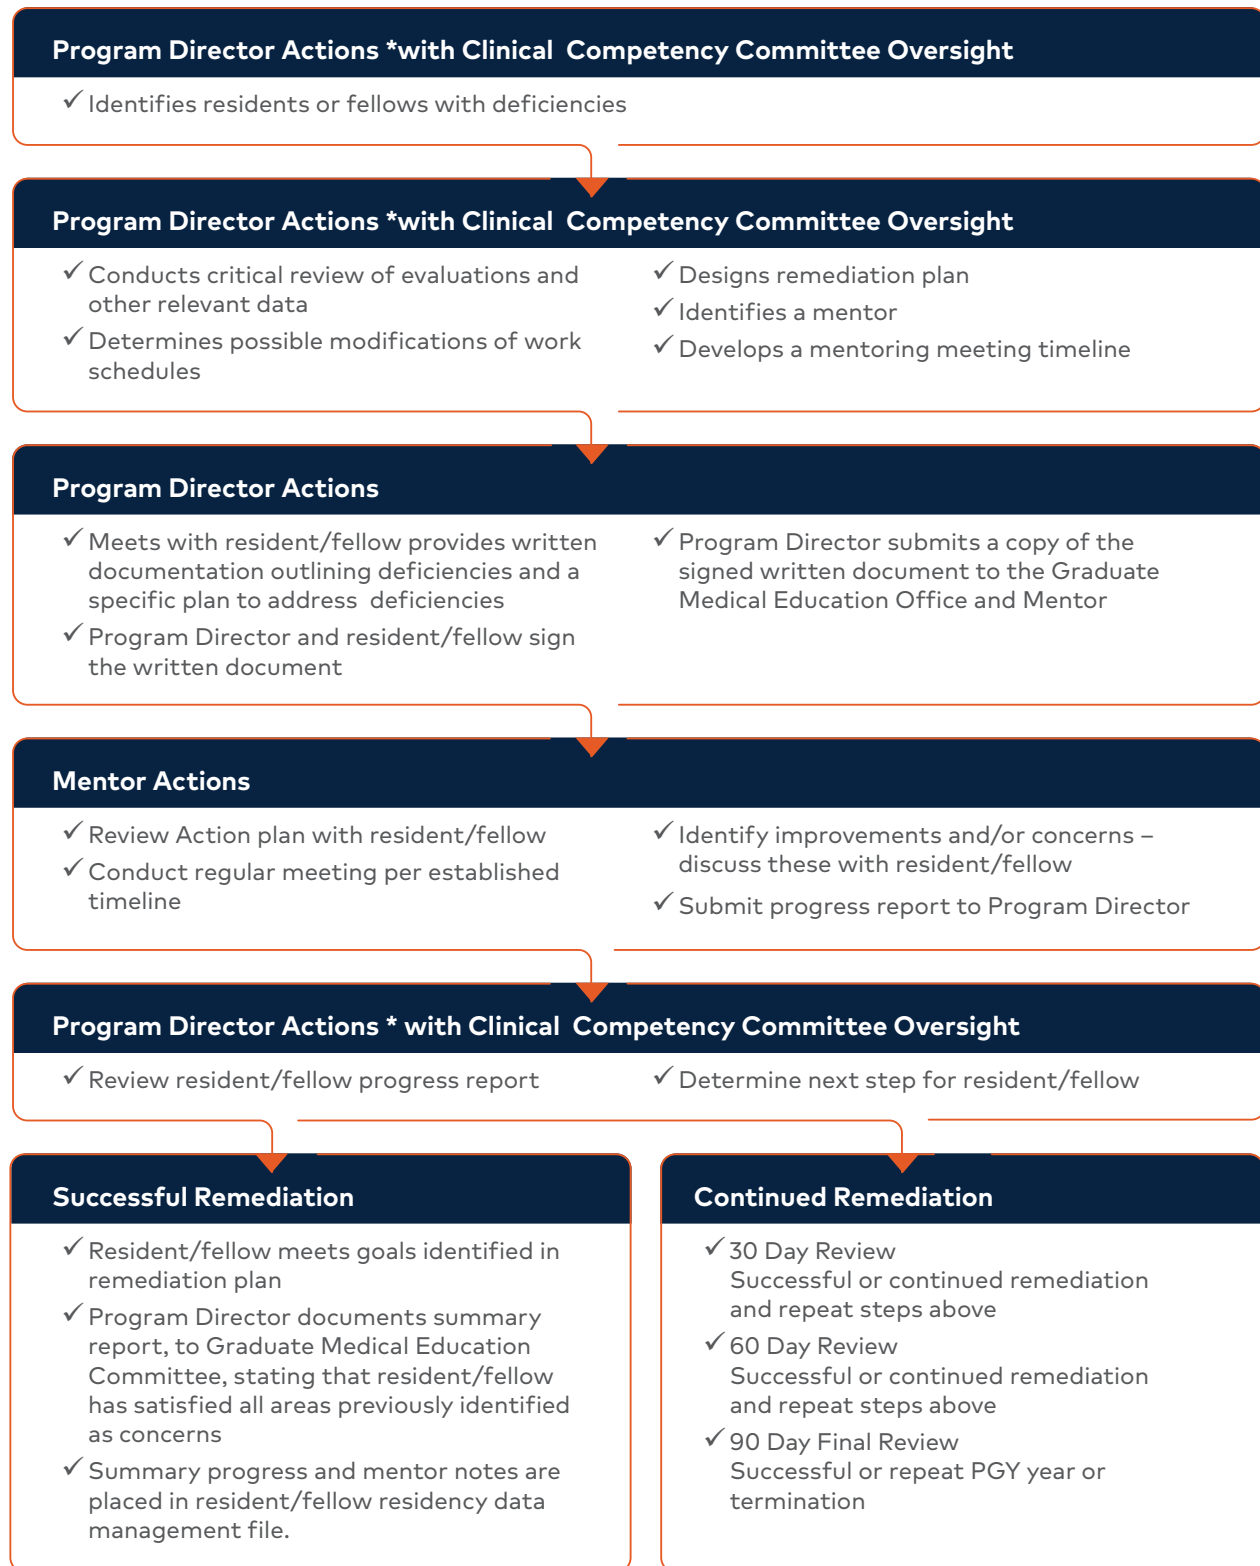 Program Director Actions *with Clinical Competency Committee Oversight
✓ Identifies residents or fellows with deficiencies
Program Director Actions *with Clinical Competency Committee Oversight
✓ Conducts critical review of evaluations and
other relevant data
✓ Determines possible modifications of work
schedules
✓ Designs remediation plan
✓ Identifies a mentor
✓ Develops a mentoring meeting timeline
Program Director Actions
✓ Meets with resident/fellow provides written
documentation outlining deficiencies and a
specific plan to address deficiencies
✓ Program Director and resident/fellow sign
the written document
✓ Program Director submits a copy of the
signed written document to the Graduate
Medical Education Office and Mentor
Mentor Actions
✓ Review Action plan with resident/fellow
✓ Conduct regular meeting per established
timeline
✓ Identify improvements and/or concerns –
discuss these with resident/fellow
✓ Submit progress report to Program Director
Program Director Actions * with Clinical Competency Committee Oversight
✓ Review resident/fellow progress report
✓ Determine next step for resident/fellow
Successful Remediation
✓ Resident/fellow meets goals identified in
remediation plan
✓ Program Director documents summary
report, to Graduate Medical Education
Committee, stating that resident/fellow
has satisfied all areas previously identified
as concerns
✓ Summary progress and mentor notes are
placed in resident/fellow residency data
management file.
Continued Remediation
✓ 30 Day Review
Successful or continued remediation
and repeat steps above
✓ 60 Day Review
Successful or continued remediation
and repeat steps above
✓ 90 Day Final Review
Successful or repeat PGY year or
termination